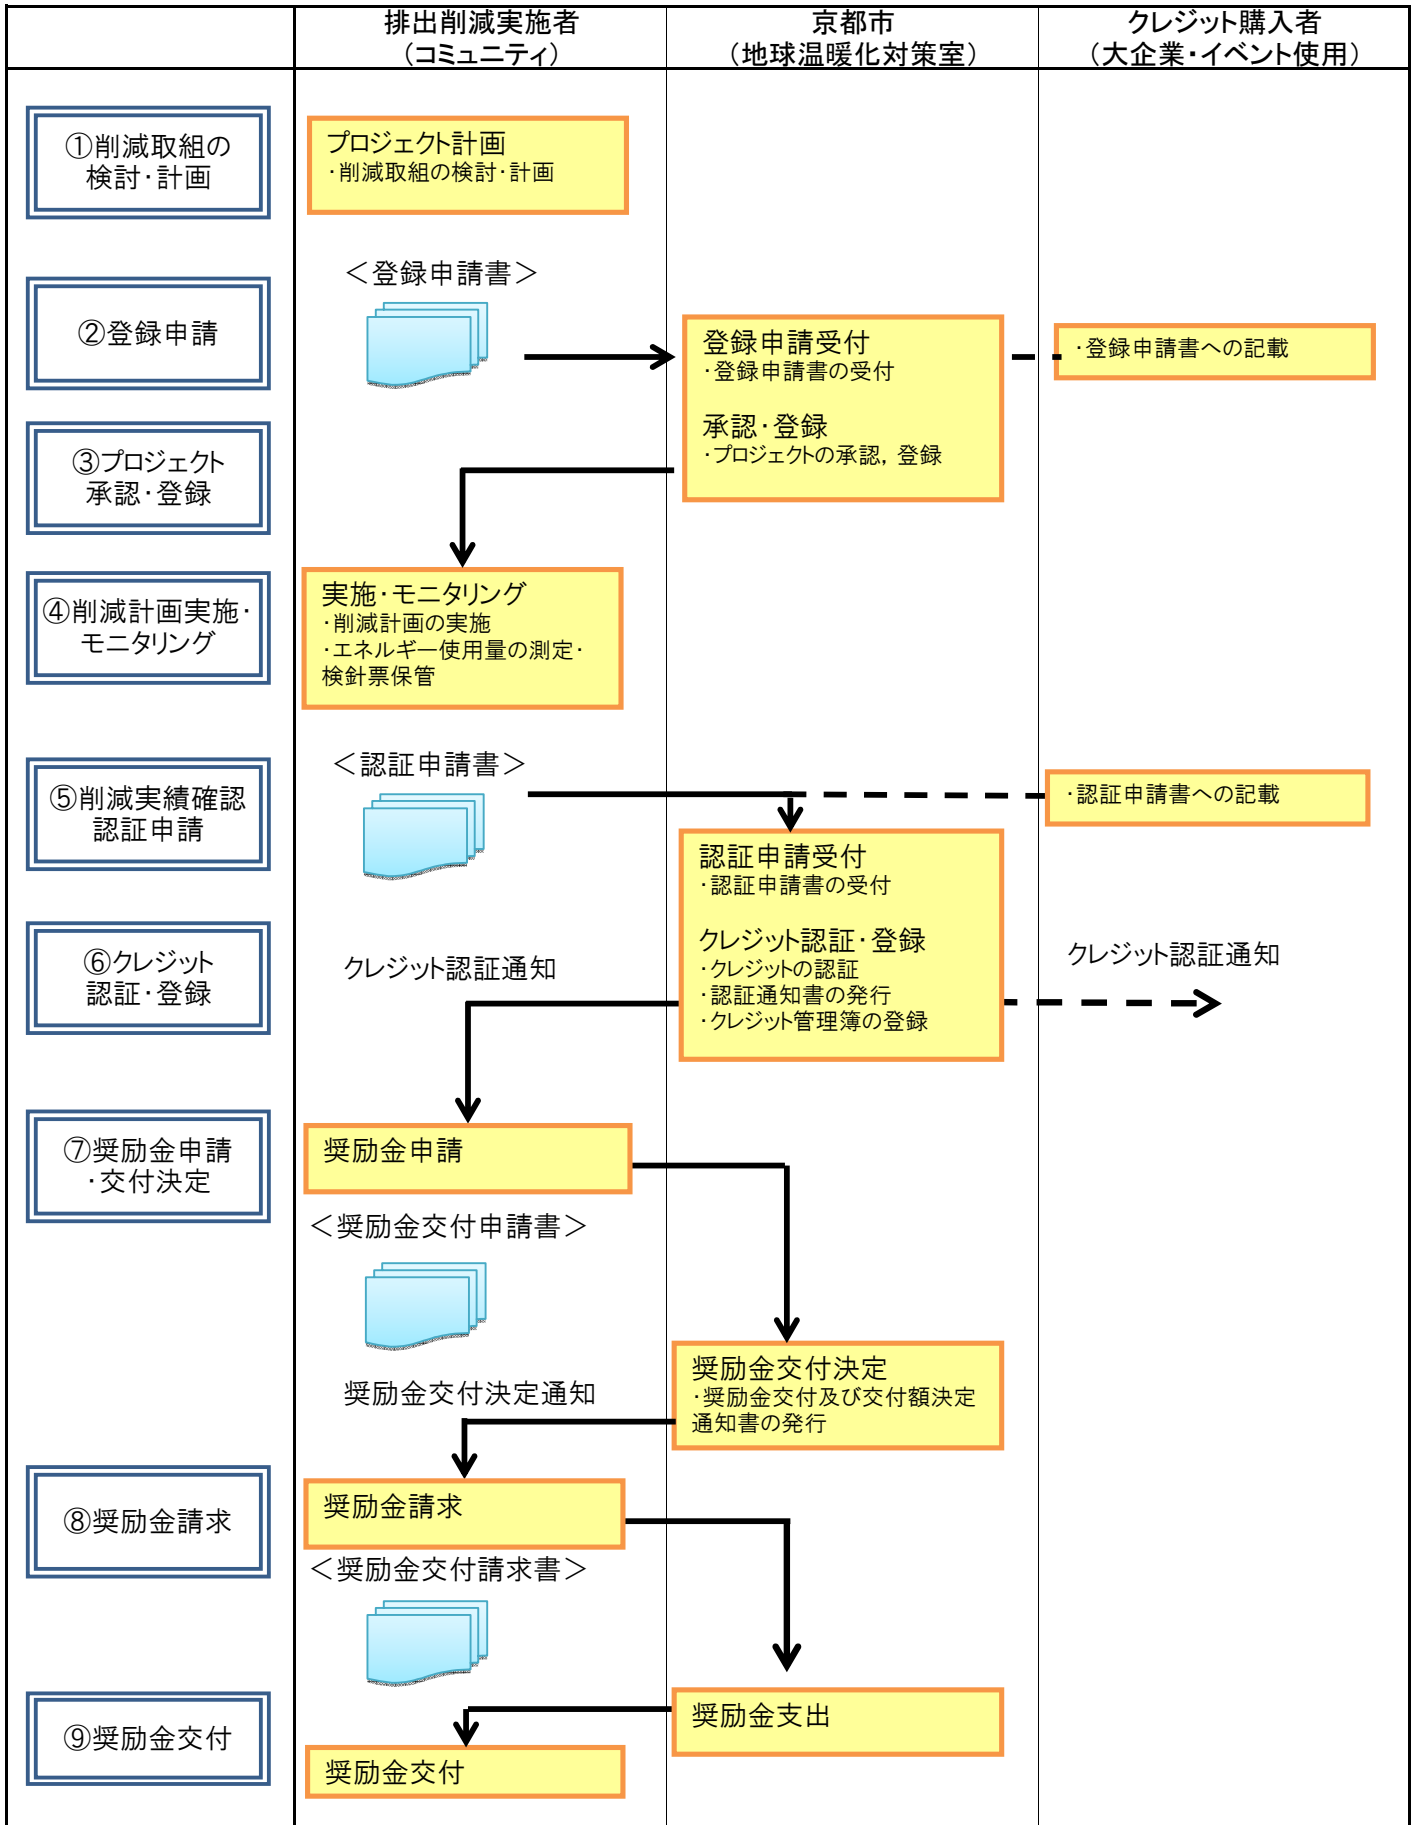 排出削減実施者
（コミュニティ）
京都市
（地球温暖化対策室）
クレジット購入者
（大企業・イベント使用）
①削減取組の
検討・計画
プロジェクト計画
・削減取組の検討・計画
②登録申請
＜登録申請書＞
登録申請受付
・登録申請書の受付
承認・登録
・プロジェクトの承認，登録
・登録申請書への記載
③プロジェクト
承認・登録
④削減計画実施・
モニタリング
実施・モニタリング
・削減計画の実施
・エネルギー使用量の測定・
検針票保管
⑤削減実績確認
認証申請
＜認証申請書＞
・認証申請書への記載
認証申請受付
・認証申請書の受付
クレジット認証・登録
・クレジットの認証
・認証通知書の発行
・クレジット管理簿の登録
⑥クレジット
認証・登録
クレジット認証通知
クレジット認証通知
⑦奨励金申請
・交付決定
奨励金申請
＜奨励金交付申請書＞
奨励金交付決定
・奨励金交付及び交付額決定
通知書の発行
奨励金交付決定通知
⑧奨励金請求
奨励金請求
＜奨励金交付請求書＞
⑨奨励金交付
奨励金支出
奨励金交付